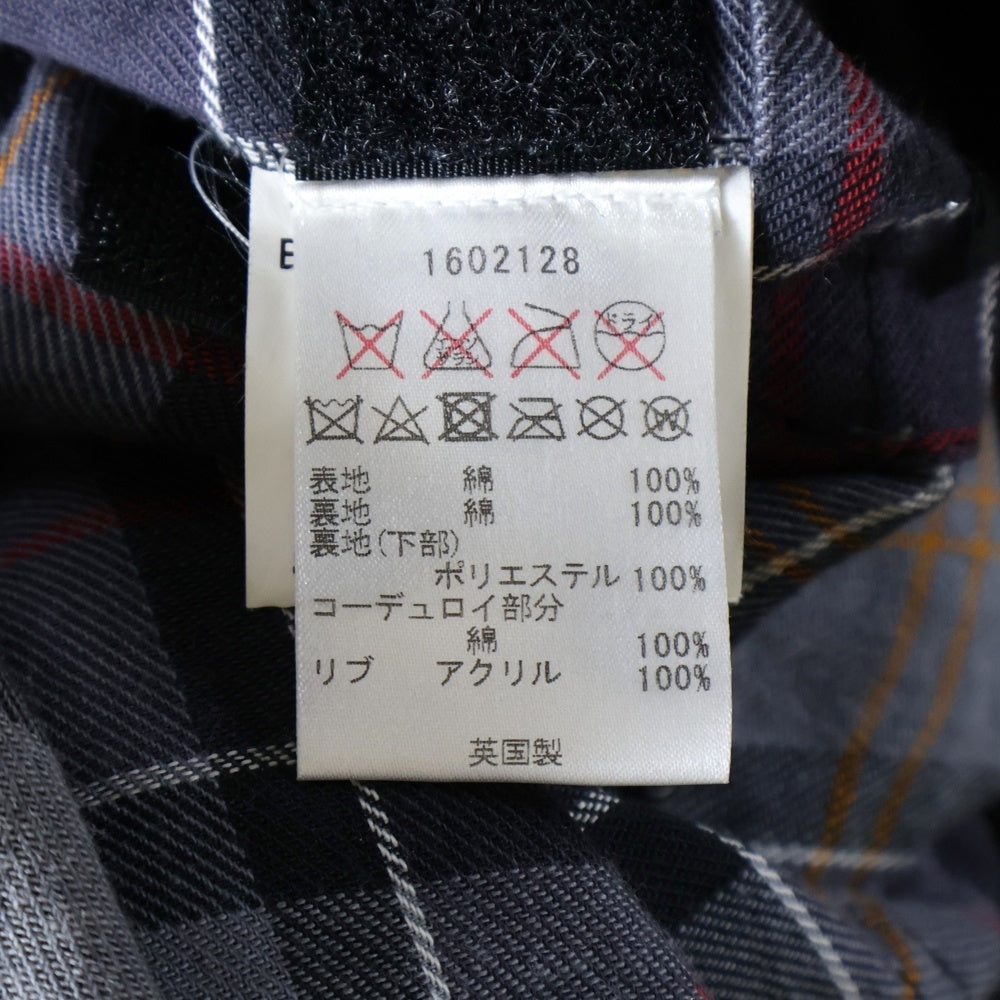 1602128
ドライ
表地 綿 100%
裏地 綿 100%
裏地(下部)
ポリエステル 100%
コーデュロイ部分
綿 100%
リブ アクリル 100%
英国製